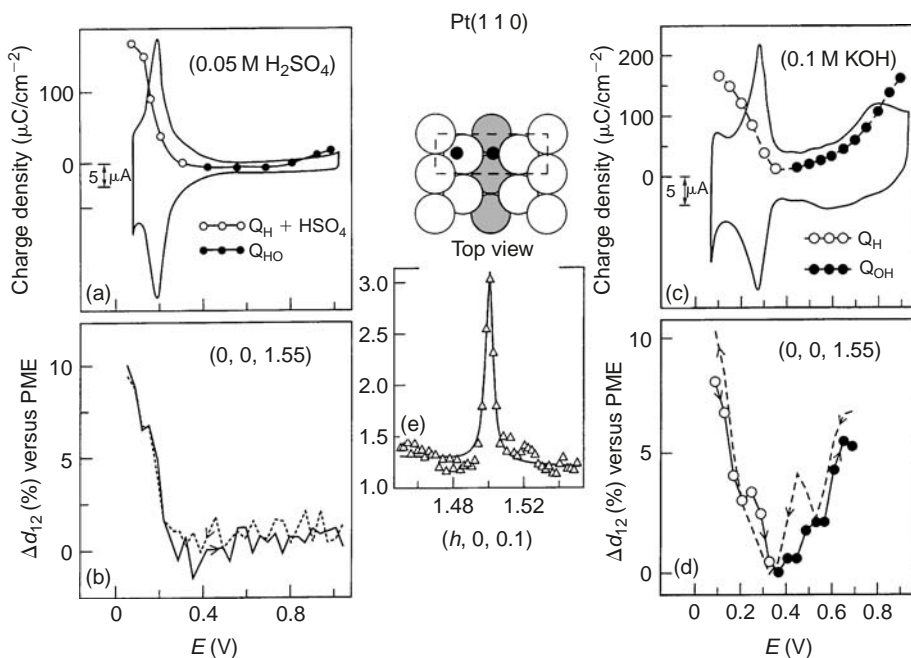 Pt(1 1 0)
Charge density (μC/cm⁻²)
100
0
5 μA
(0.05 M H₂SO₄)
Q_H + HSO₄
Q_HO
(a)
Top view
Charge density (μC/cm⁻²)
200
150
100
50
0
5 μA
(0.1 M KOH)
Q_H
Q_OH
(c)
Δd₁₂ (%) versus PME
10
5
0
(0, 0, 1.55)
(b)
0 0.4 0.8
E (V)
3.0
2.5
2.0
1.5
1.0
(e)
1.48 1.52
(h, 0, 0.1)
Δd₁₂ (%) versus PME
10
5
0
(0, 0, 1.55)
(d)
0 0.2 0.4 0.6 0.8
E (V)